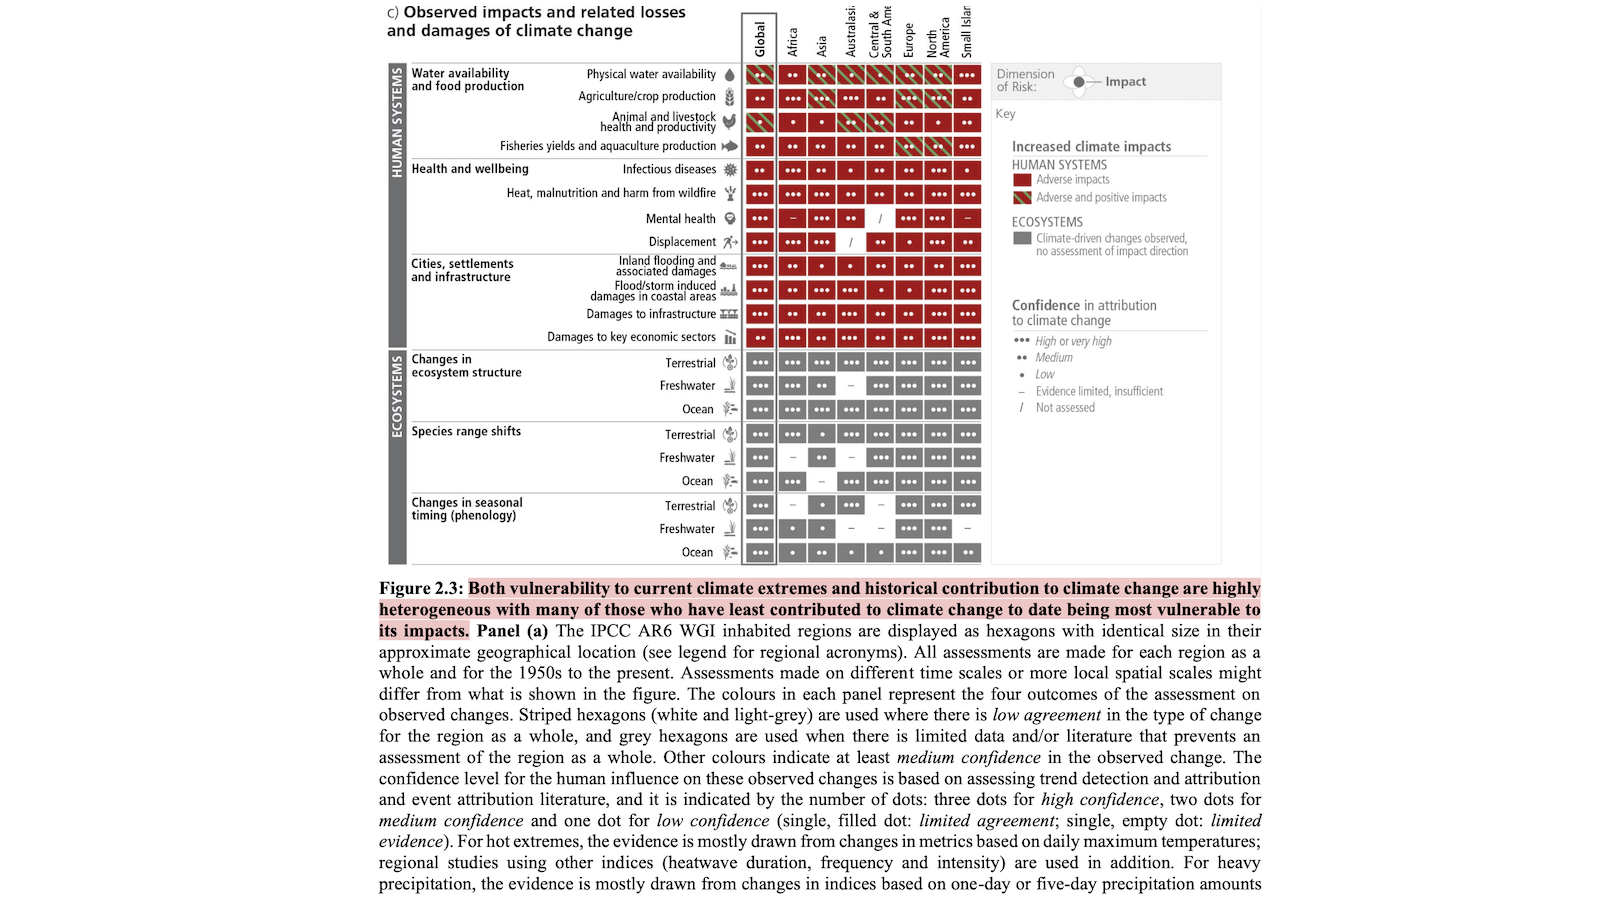 c) Observed impacts and related losses
and damages of climate change
Global
Africa
Asia
Central &
Europe
North
America
HUMAN SYSTEMS
Water availability
and food production
Physical water availability
Agriculture/crop production
Animal and livestock
health and productivity
Fisheries yields and aquaculture production
Health and wellbeing
Infectious diseases
Heat, malnutrition and harm from wildfire
Mental health
Displacement
Cities, settlements
and infrastructure
Inland flooding and
associated damages
Flood/storm induced
damages in coastal areas
Damages to infrastructure
Damages to key economic sectors
ECOSYSTEMS
Changes in
ecosystem structure
Terrestrial
Freshwater
Ocean
Species range shifts
Terrestrial
Freshwater
Ocean
Changes in seasonal
timing (phenology)
Terrestrial
Freshwater
Ocean
Dimension
of Risk:
Impact
Key
Increased climate impacts
HUMAN SYSTEMS
Adverse impacts
Adverse and positive impacts
ECOSYSTEMS
Climate-driven changes observed,
no assessment of impact direction
Confidence in attribution
to climate change
••• High or very high
•• Medium
• Low
– Evidence limited, insufficient
/ Not assessed
Figure 2.3: Both vulnerability to current climate extremes and historical contribution to climate change are highly
heterogeneous with many of those who have least contributed to climate change to date being most vulnerable to
its impacts. Panel (a) The IPCC AR6 WGI inhabited regions are displayed as hexagons with identical size in their
approximate geographical location (see legend for regional acronyms). All assessments are made for each region as a
whole and for the 1950s to the present. Assessments made on different time scales or more local spatial scales might
differ from what is shown in the figure. The colours in each panel represent the four outcomes of the assessment on
observed changes. Striped hexagons (white and light-grey) are used where there is low agreement in the type of change
for the region as a whole, and grey hexagons are used when there is limited data and/or literature that prevents an
assessment of the region as a whole. Other colours indicate at least medium confidence in the observed change. The
confidence level for the human influence on these observed changes is based on assessing trend detection and attribution
and event attribution literature, and it is indicated by the number of dots: three dots for high confidence, two dots for
medium confidence and one dot for low confidence (single, filled dot: limited agreement; single, empty dot: limited
evidence). For hot extremes, the evidence is mostly drawn from changes in metrics based on daily maximum temperatures;
regional studies using other indices (heatwave duration, frequency and intensity) are used in addition. For heavy
precipitation, the evidence is mostly drawn from changes in indices based on one-day or five-day precipitation amounts